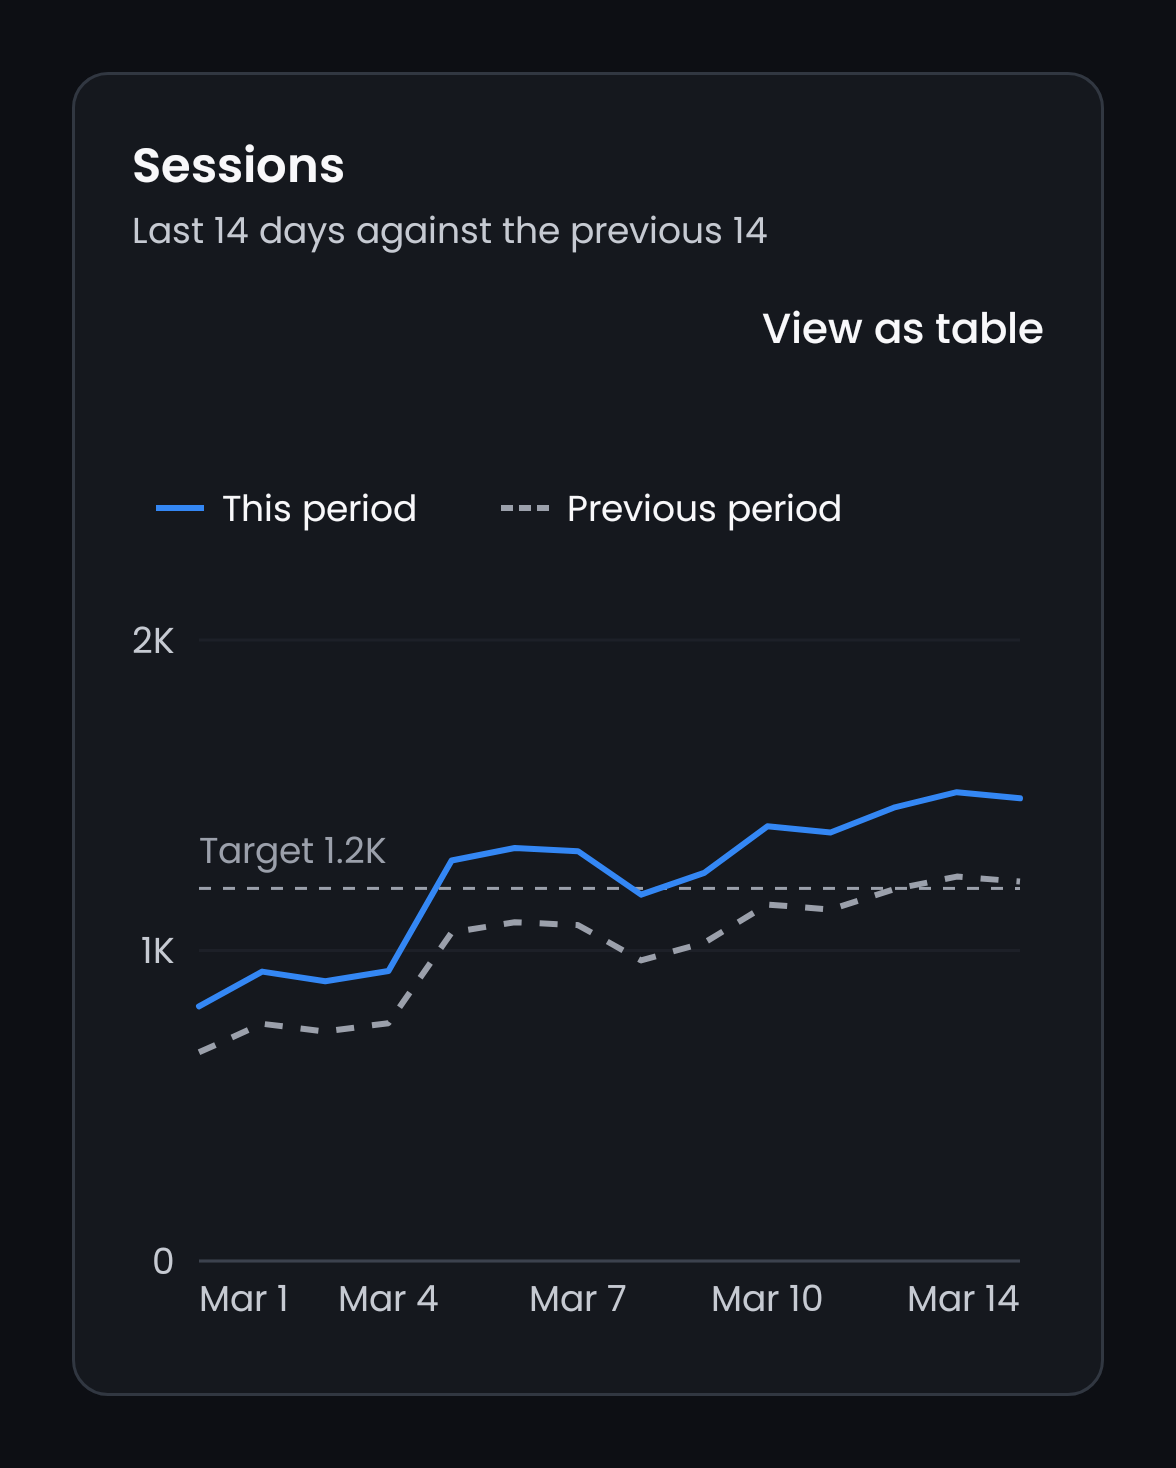 Sessions
Last 14 days against the previous 14
View as table
This period
Previous period
2K
Target 1.2K
1K
0
Mar 1 Mar 4 Mar 7 Mar 10 Mar 14